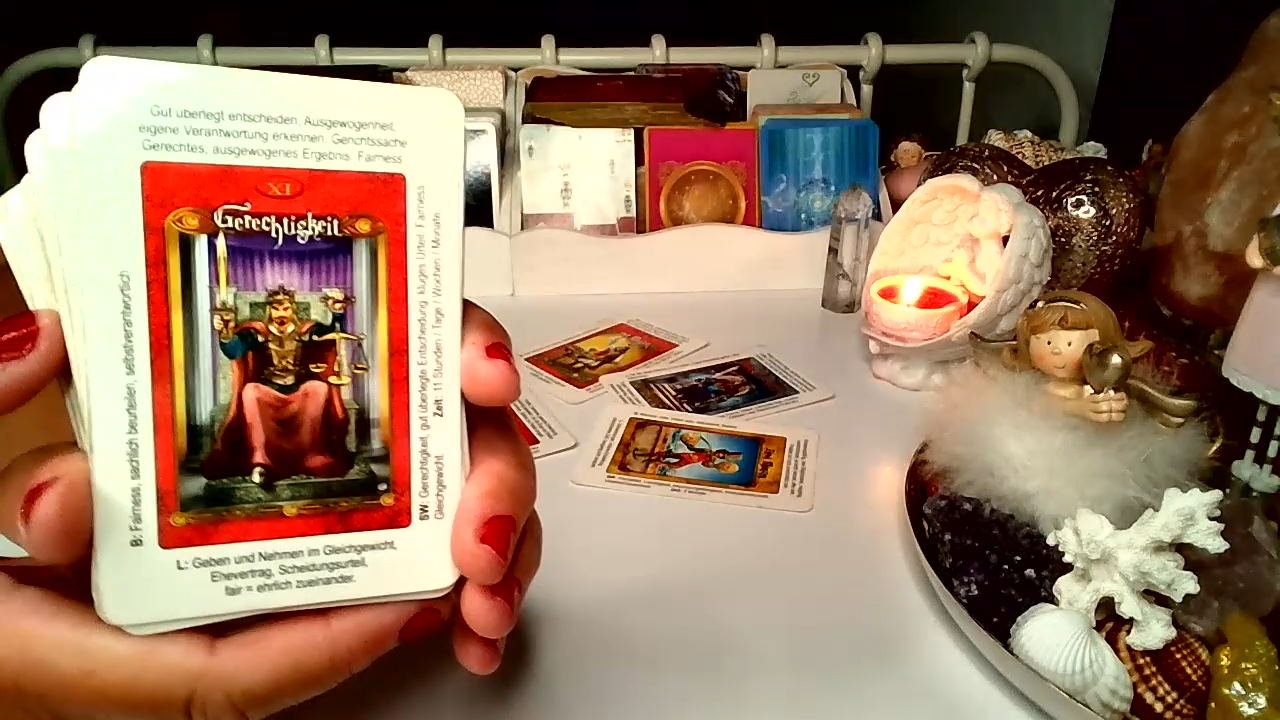 Gut überlegt entscheiden, Ausgewogenheit,
eigene Verantwortung erkennen. Gerichtssache
Gerechtes, ausgewogenes Ergebnis. Fairness
XI
Gerechtigkeit
B: Fairness, sachlich beurteilen, selbstverantwortlich
SW: Gerechtigkeit, gut überlegte Entscheidung, kluges Urteil, Fairness
Gleichgewicht. Zeit: 11 Stunden / Tage / Wochen / Monate
L: Geben und Nehmen im Gleichgewicht,
Ehevertrag, Scheidungsurteil,
fair = ehrlich zueinander.